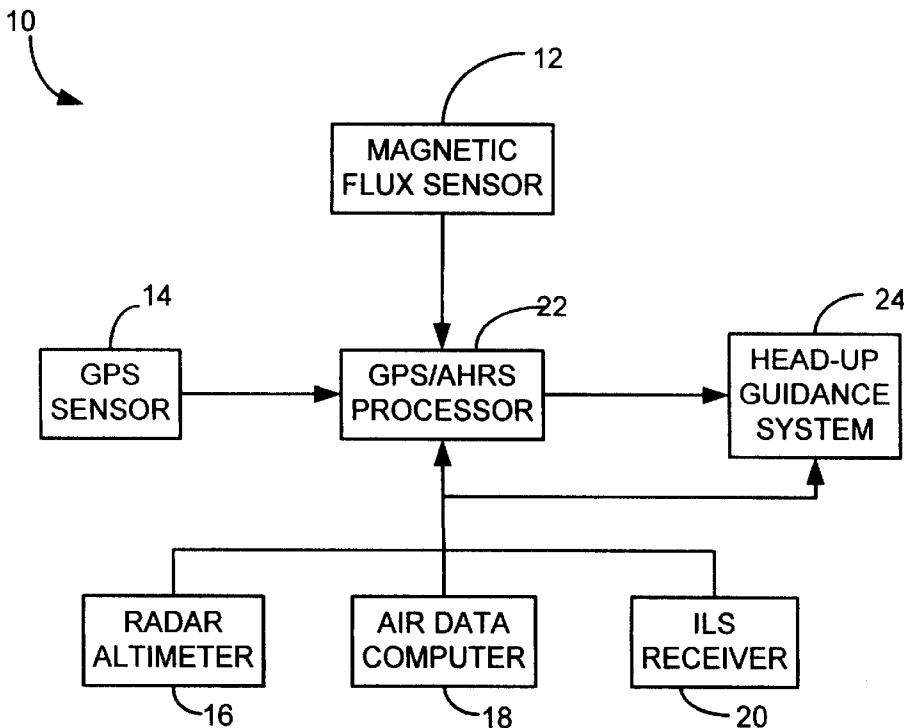 10
12
MAGNETIC
FLUX SENSOR
14
22
24
GPS
SENSOR
GPS/AHRS
PROCESSOR
HEAD-UP
GUIDANCE
SYSTEM
RADAR
ALTIMETER
AIR DATA
COMPUTER
ILS
RECEIVER
16
18
20